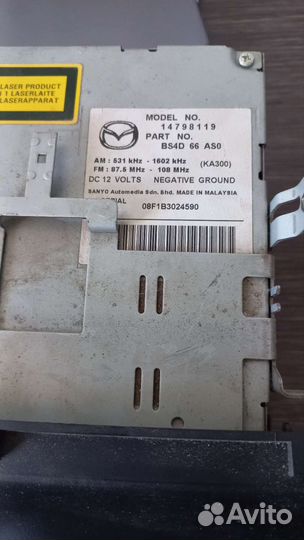 LASER PRODUCT
1 LASERLAITE
LASERAPPARAT
MODEL NO.
14798119
PART NO.
BS4D 66 AS0
AM : 531 kHz - 1602 kHz
(KA300)
FM : 87.5 MHz - 108 MHz
DC 12 VOLTS NEGATIVE GROUND
SANYO Automedia Sdn. Bhd. MADE IN MALAYSIA
SERIAL
08F1B3024590
Avito